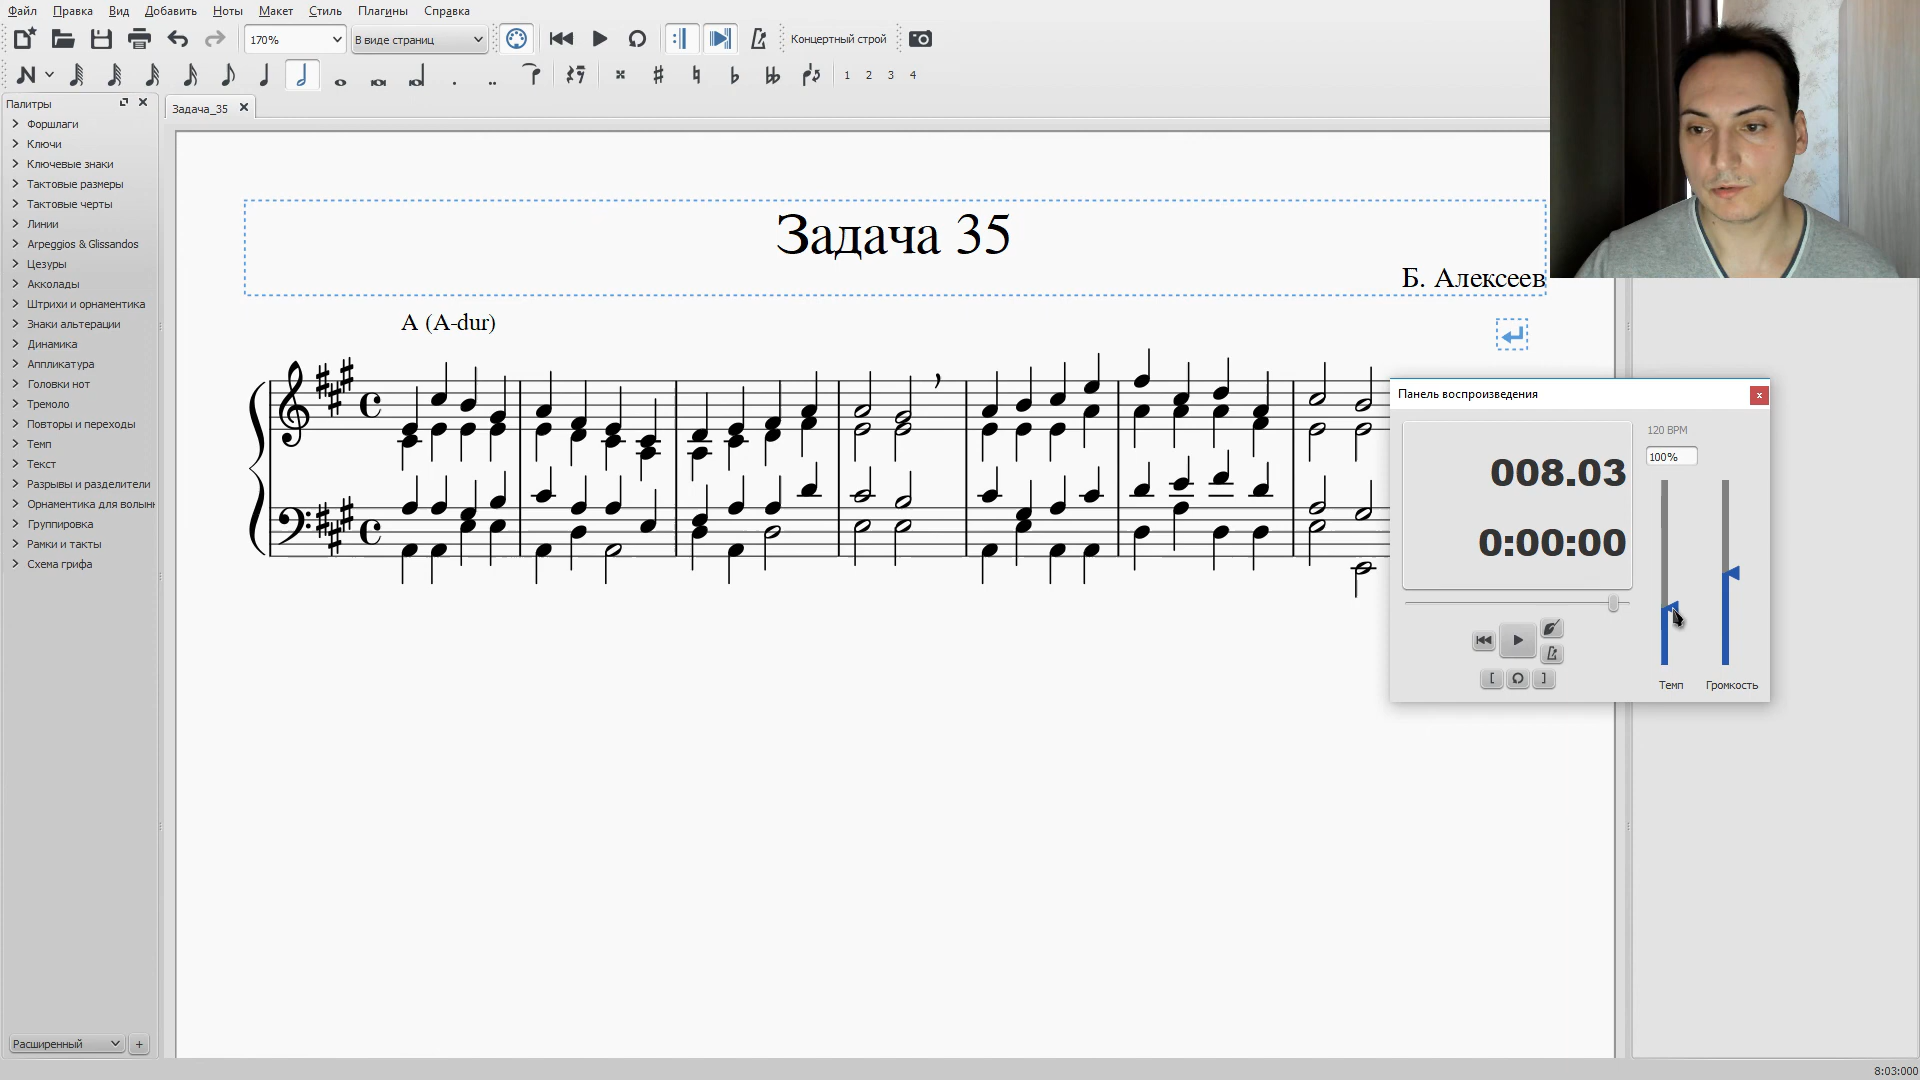 Файл Правка Вид Добавить Ноты Макет Стиль Плагины Справка
170% В виде страниц Концертный строй
1 2 3 4
Палитры
Задача_35
Форшлаги
Ключи
Ключевые знаки
Тактовые размеры
Тактовые черты
Линии
Arpeggios & Glissandos
Цезуры
Акколады
Штрихи и орнаментика
Знаки альтерации
Динамика
Аппликатура
Головки нот
Тремоло
Повторы и переходы
Темп
Текст
Разрывы и разделители
Орнаментика для волын
Группировка
Рамки и такты
Схема грифа
Расширенный +
Задача 35
Б. Алексеев
A (A-dur)
Панель воспроизведения x
120 BPM
100%
008.03
0:00:00
[ ]
Темп Громкость
8:03:000